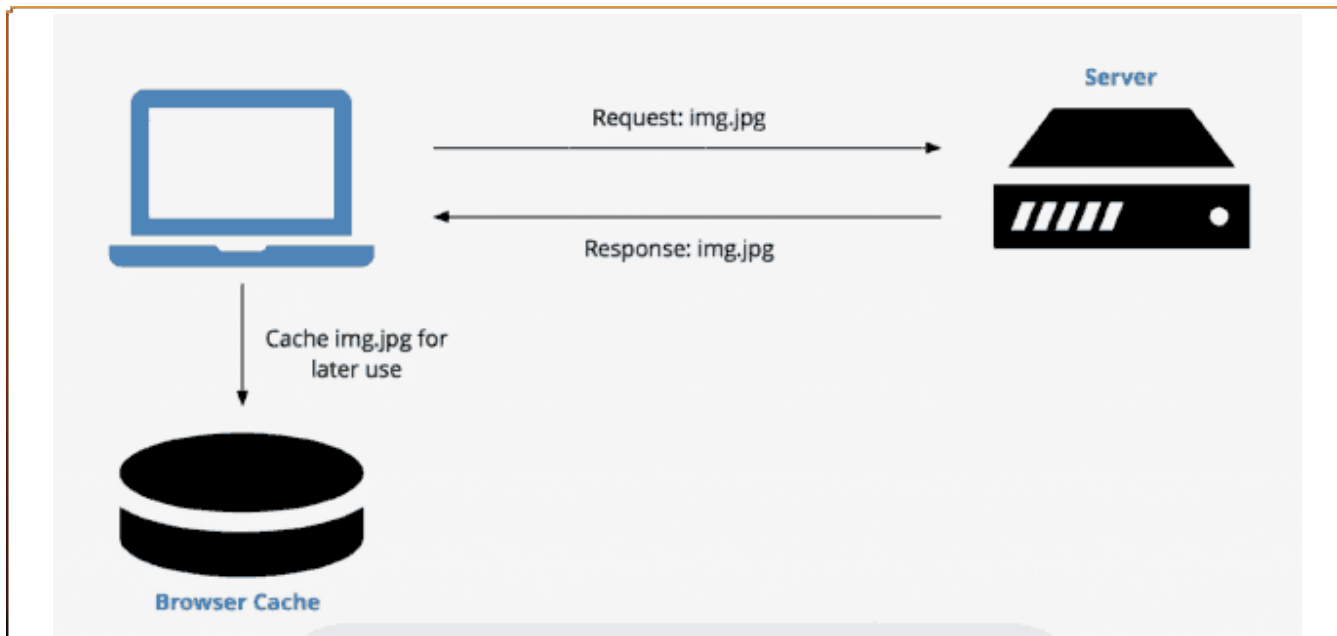 Server
Request: img.jpg
Response: img.jpg
Cache img.jpg for
later use
Browser Cache